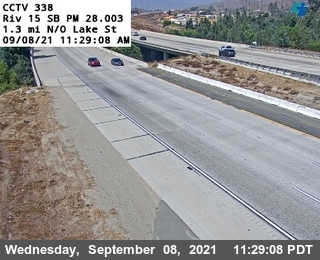 CCTV 338
Riv 15 SB PM 28.003
1.3 mi N/O Lake St
09/08/21 11:29:08 AM
Wednesday, September 08, 2021 11:29:08 PDT